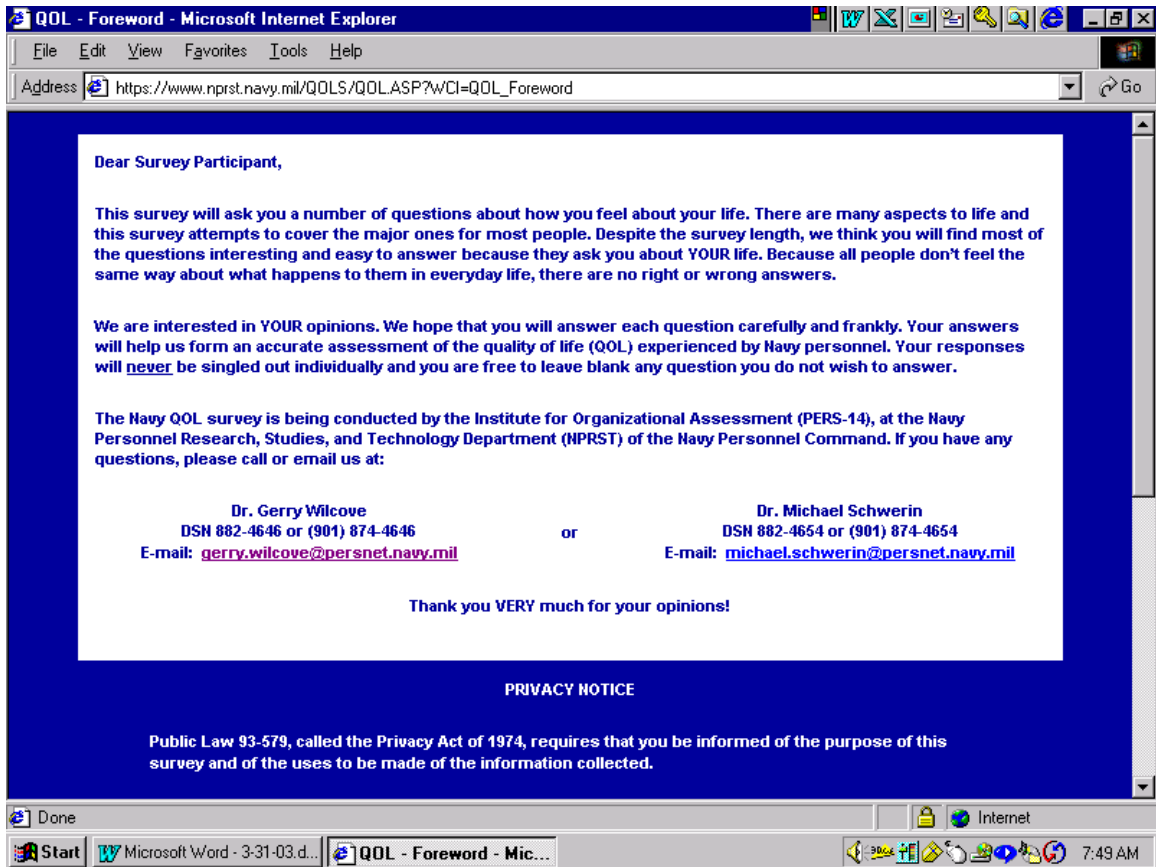 QOL - Foreword - Microsoft Internet Explorer
File Edit View Favorites Tools Help
Address https://www.nprst.navy.mil/QOLS/QOL.ASP?WCI=QOL_Foreword Go
Dear Survey Participant,
This survey will ask you a number of questions about how you feel about your life. There are many aspects to life and
this survey attempts to cover the major ones for most people. Despite the survey length, we think you will find most of
the questions interesting and easy to answer because they ask you about YOUR life. Because all people don't feel the
same way about what happens to them in everyday life, there are no right or wrong answers.
We are interested in YOUR opinions. We hope that you will answer each question carefully and frankly. Your answers
will help us form an accurate assessment of the quality of life (QOL) experienced by Navy personnel. Your responses
will never be singled out individually and you are free to leave blank any question you do not wish to answer.
The Navy QOL survey is being conducted by the Institute for Organizational Assessment (PERS-14), at the Navy
Personnel Research, Studies, and Technology Department (NPRST) of the Navy Personnel Command. If you have any
questions, please call or email us at:
Dr. Gerry Wilcove Dr. Michael Schwerin
DSN 882-4646 or (901) 874-4646 or DSN 882-4654 or (901) 874-4654
E-mail: gerry.wilcove@persnet.navy.mil E-mail: michael.schwerin@persnet.navy.mil
Thank you VERY much for your opinions!
PRIVACY NOTICE
Public Law 93-579, called the Privacy Act of 1974, requires that you be informed of the purpose of this
survey and of the uses to be made of the information collected.
Done Internet
Start Microsoft Word - 3-31-03.d... QOL - Foreword - Mic... 7:49 AM